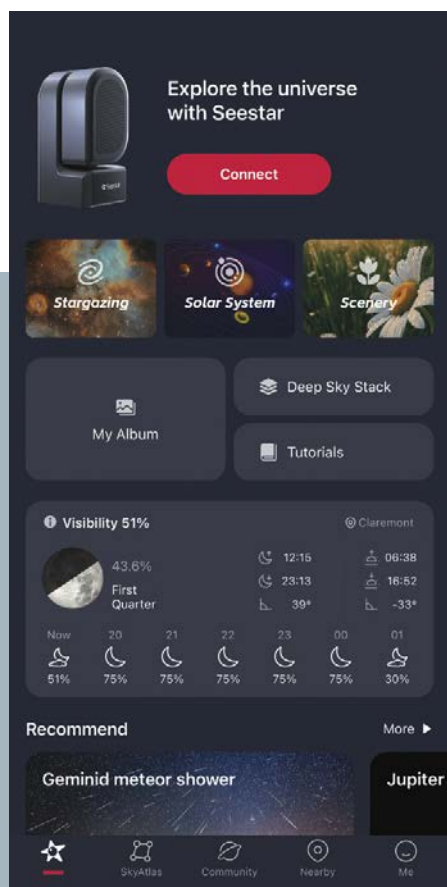 Explore the universe
with Seestar
Seestar
Connect
Stargazing
Solar System
Scenery
My Album
Deep Sky Stack
Tutorials
Visibility 51%
Claremont
43.6%
First
Quarter
12:15
06:38
23:13
16:52
39°
-33°
Now 20 21 22 23 00 01
51% 75% 75% 75% 75% 75% 30%
Recommend
More
Geminid meteor shower
Jupiter
SkyAtlas
Community
Nearby
Me